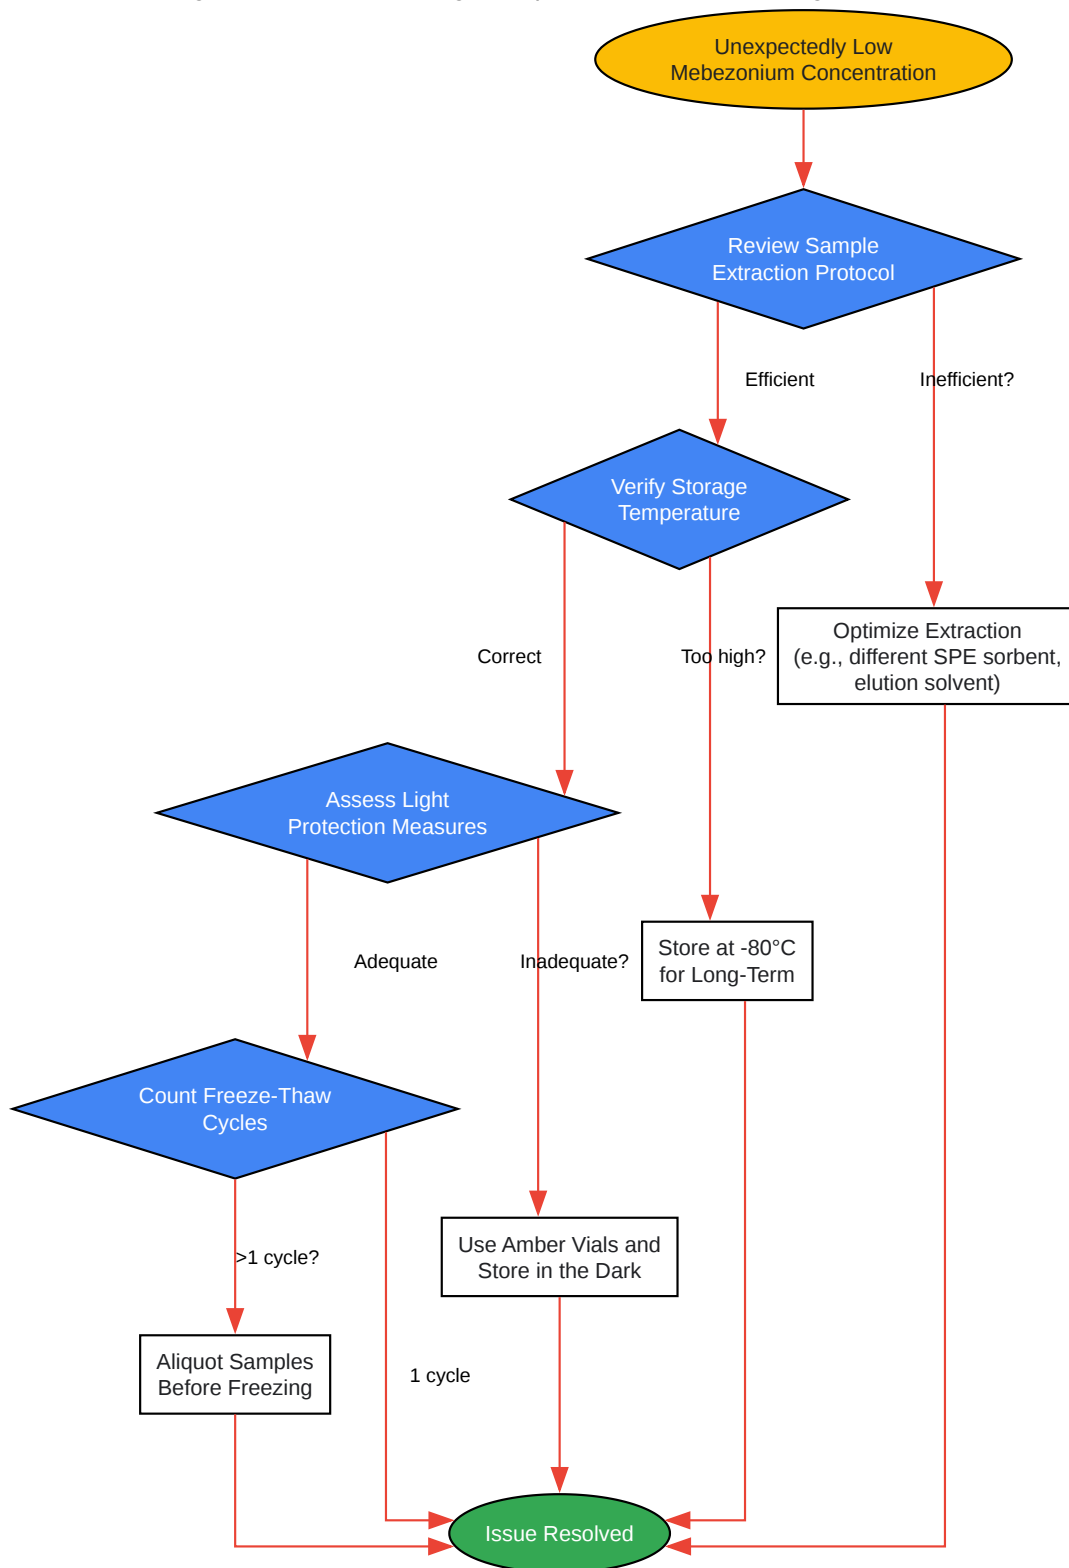 Unexpectedly Low
Mebezonium Concentration
Review Sample
Extraction Protocol
Efficient
Inefficient?
Verify Storage
Temperature
Optimize Extraction
(e.g., different SPE sorbent,
elution solvent)
Correct
Too high?
Assess Light
Protection Measures
Store at -80°C
for Long-Term
Adequate
Inadequate?
Count Freeze-Thaw
Cycles
Use Amber Vials and
Store in the Dark
>1 cycle?
Aliquot Samples
Before Freezing
1 cycle
Issue Resolved